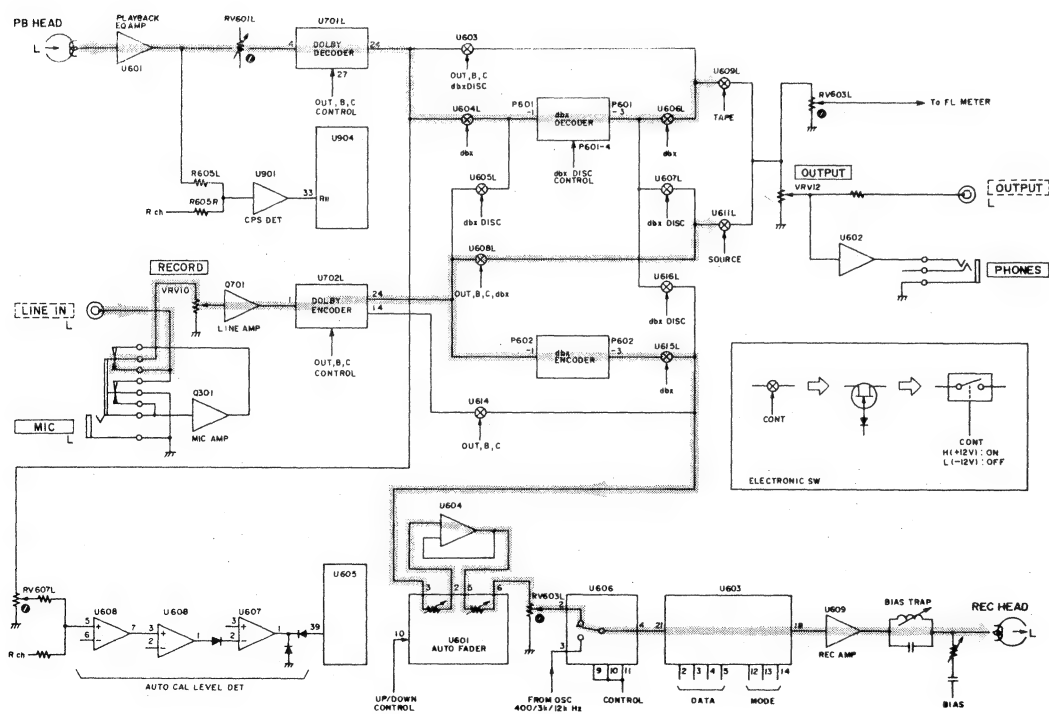 PB HEAD
L
PLAYBACK
EQ AMP
U601
RV601L
4
U701L
DOLBY
DECODER
24
27
OUT, B, C
CONTROL
U603
OUT, B, C
dbx DISC
U604L
dbx
P601
-1
dbx
DECODER
P601
-3
P601-4
dbx DISC
CONTROL
U606L
dbx
U609L
TAPE
RV603L
To FL METER
U904
33
R605L
R605R
R ch
U901
CPS DET
U605L
dbx DISC
U607L
dbx DISC
U611L
SOURCE
OUTPUT
VRV12
OUTPUT
L
U602
PHONES
RECORD
VRV10
Q701
LINE AMP
1
U702L
DOLBY
ENCODER
24
14
OUT, B, C
CONTROL
U608L
OUT, B, C, dbx
U616L
dbx DISC
LINE IN
L
P602
-1
dbx
ENCODER
P602
-3
U615L
dbx
Q301
MIC AMP
MIC
L
U614
OUT, B, C
CONT
CONT
H(+12V) : ON
L(-12V) : OFF
ELECTRONIC SW
U604
3
2
5
6
10
U601
AUTO FADER
UP/DOWN
CONTROL
RV603L
U606
2
3
4
9
10
11
FROM OSC
400/3k/12k Hz
CONTROL
21
U603
18
2
3
4
5
12
13
14
DATA
MODE
U609
REC AMP
BIAS TRAP
BIAS
REC HEAD
L
RV607L
R ch
5
6
U608
7
3
2
U608
1
3
2
U607
1
39
U605
AUTO CAL LEVEL DET